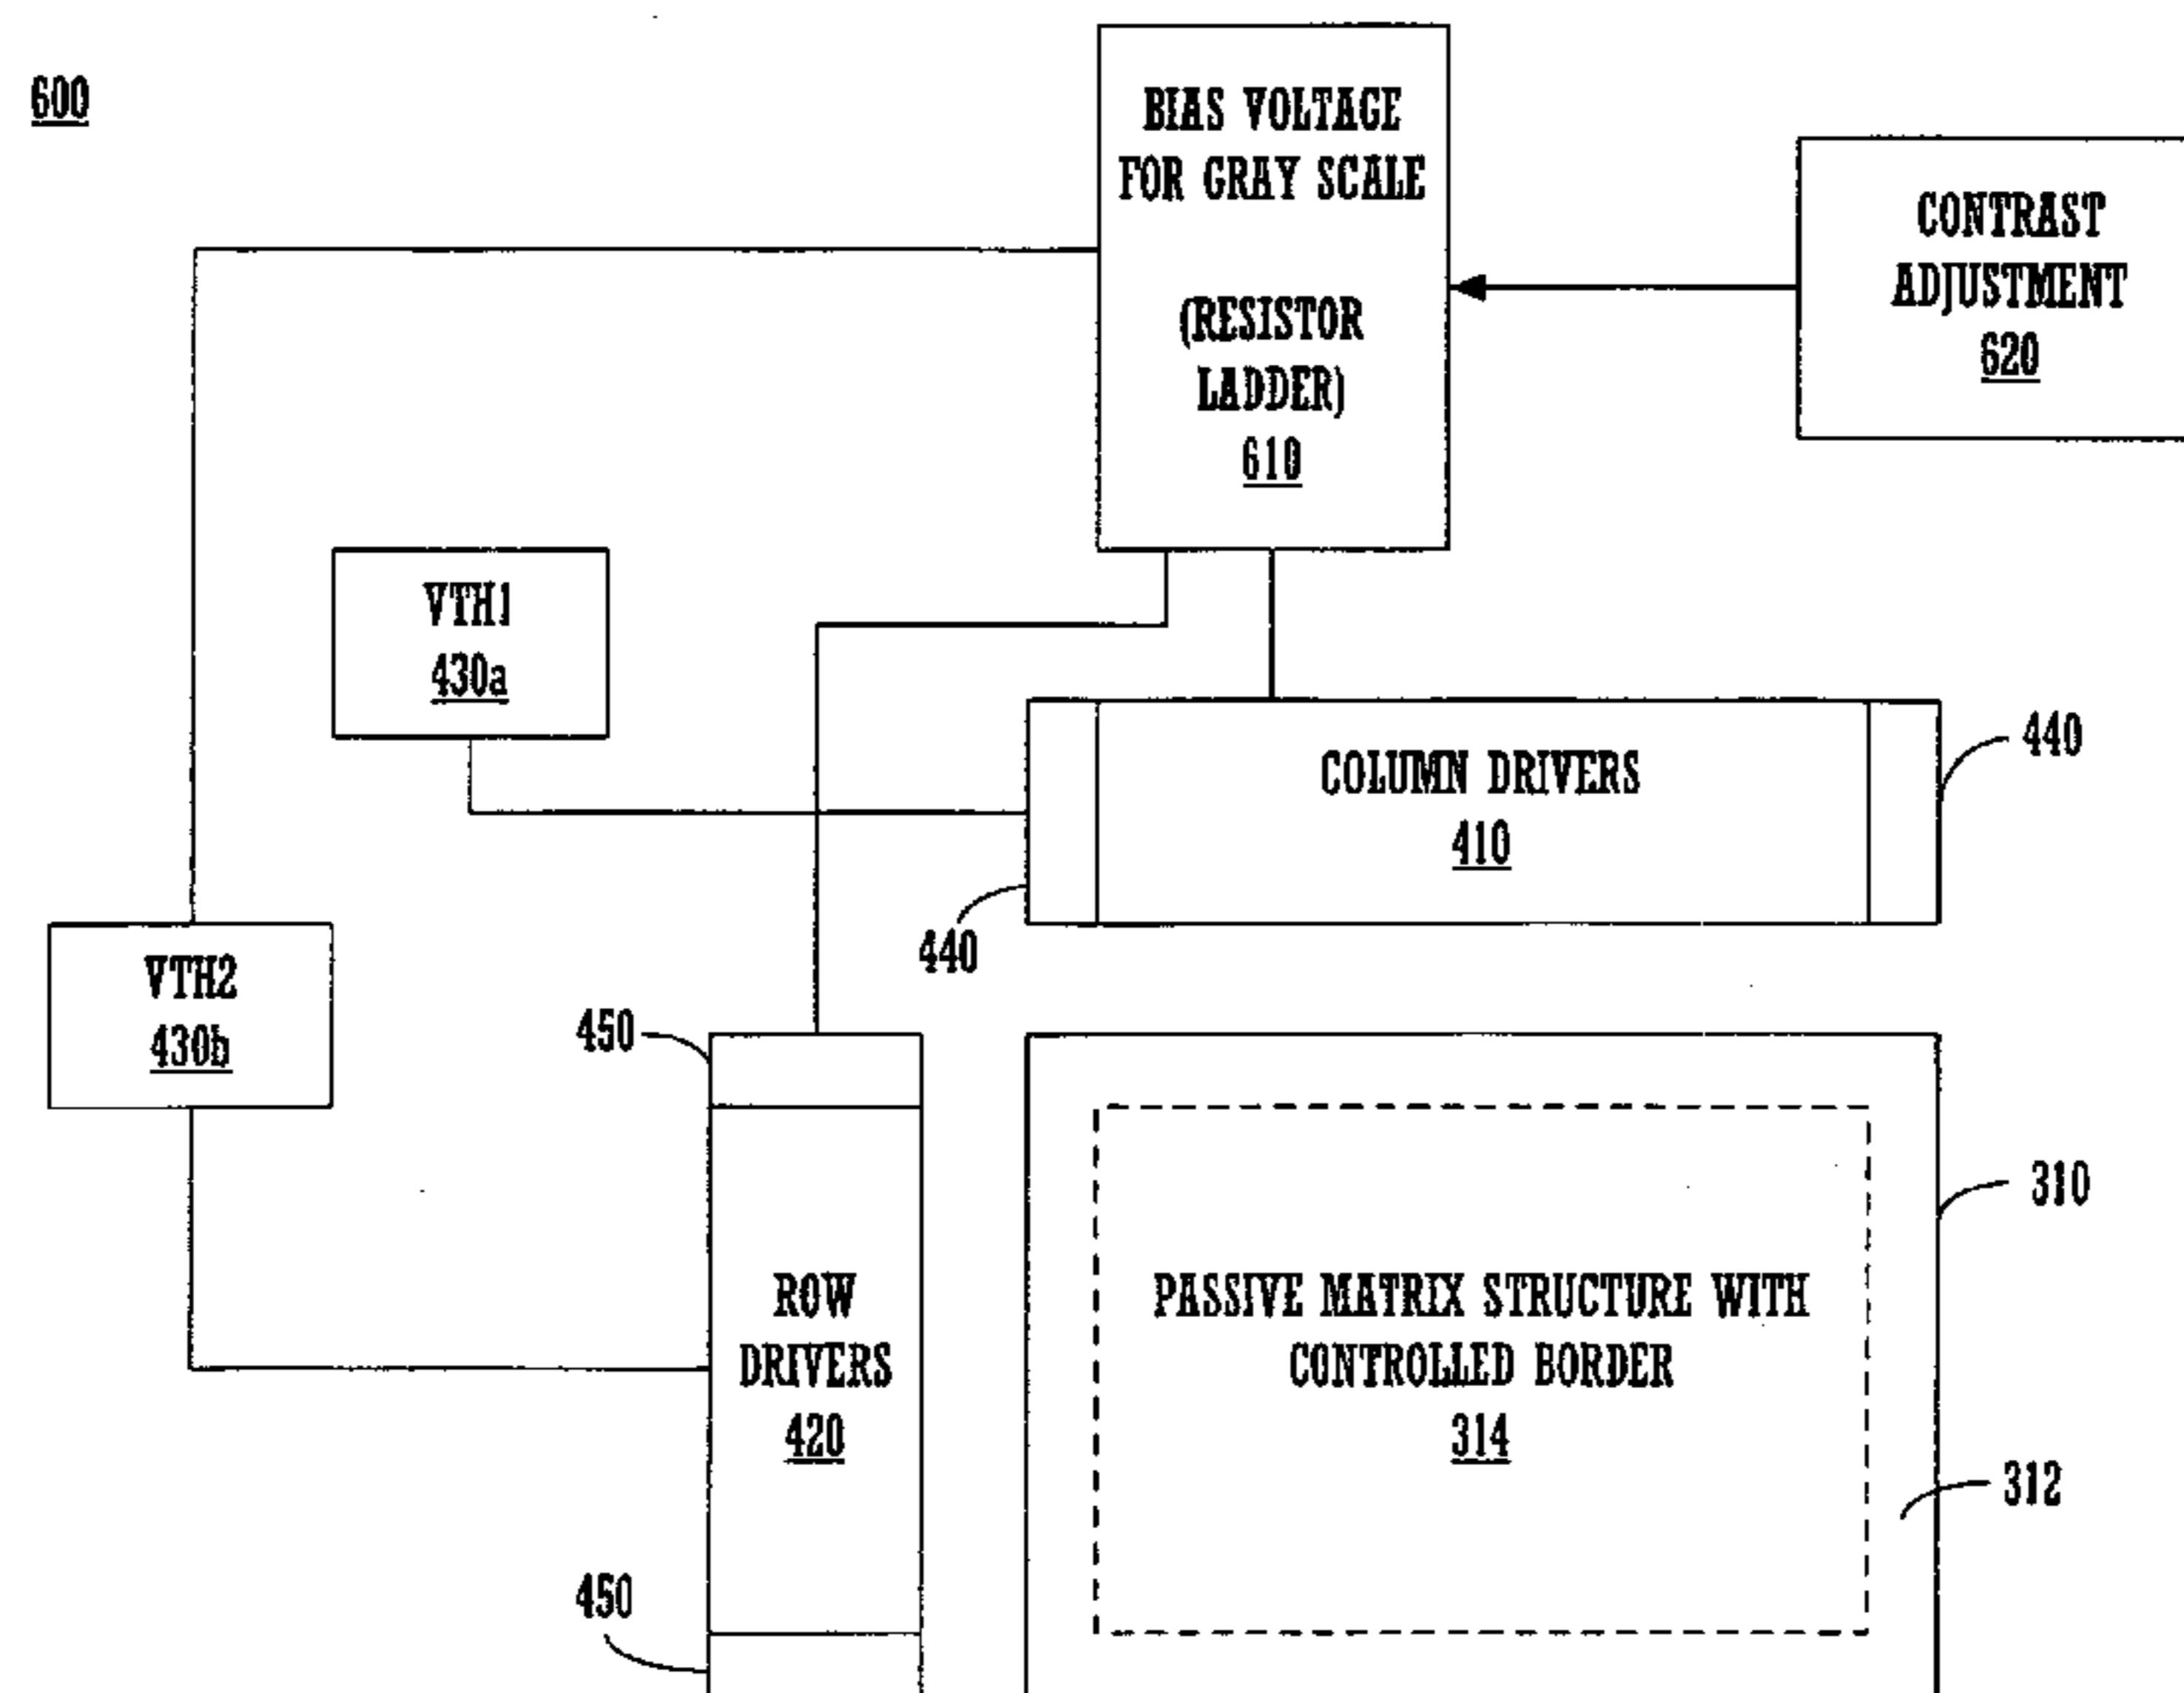 600
BIAS VOLTAGE
FOR GRAY SCALE
(RESISTOR
LADDER)
610
CONTRAST
ADJUSTMENT
620
VTH1
430a
COLUMN DRIVERS
410
440
440
VTH2
430b
450
ROW
DRIVERS
420
PASSIVE MATRIX STRUCTURE WITH
CONTROLLED BORDER
314
310
312
450